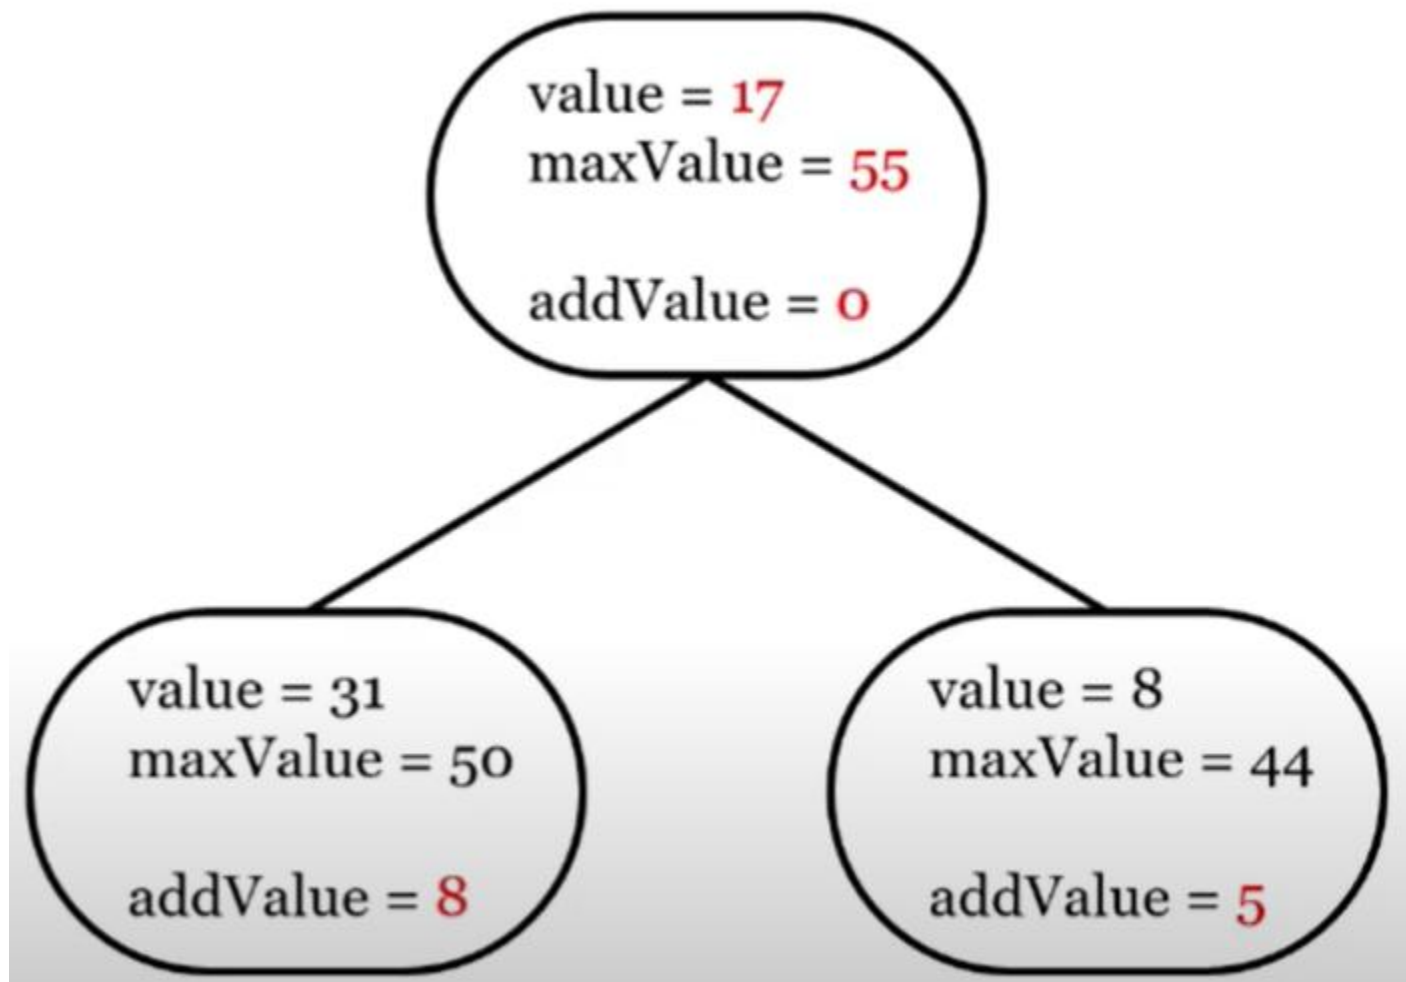 value = 17
maxValue = 55
addValue = 0
value = 31
maxValue = 50
addValue = 8
value = 8
maxValue = 44
addValue = 5